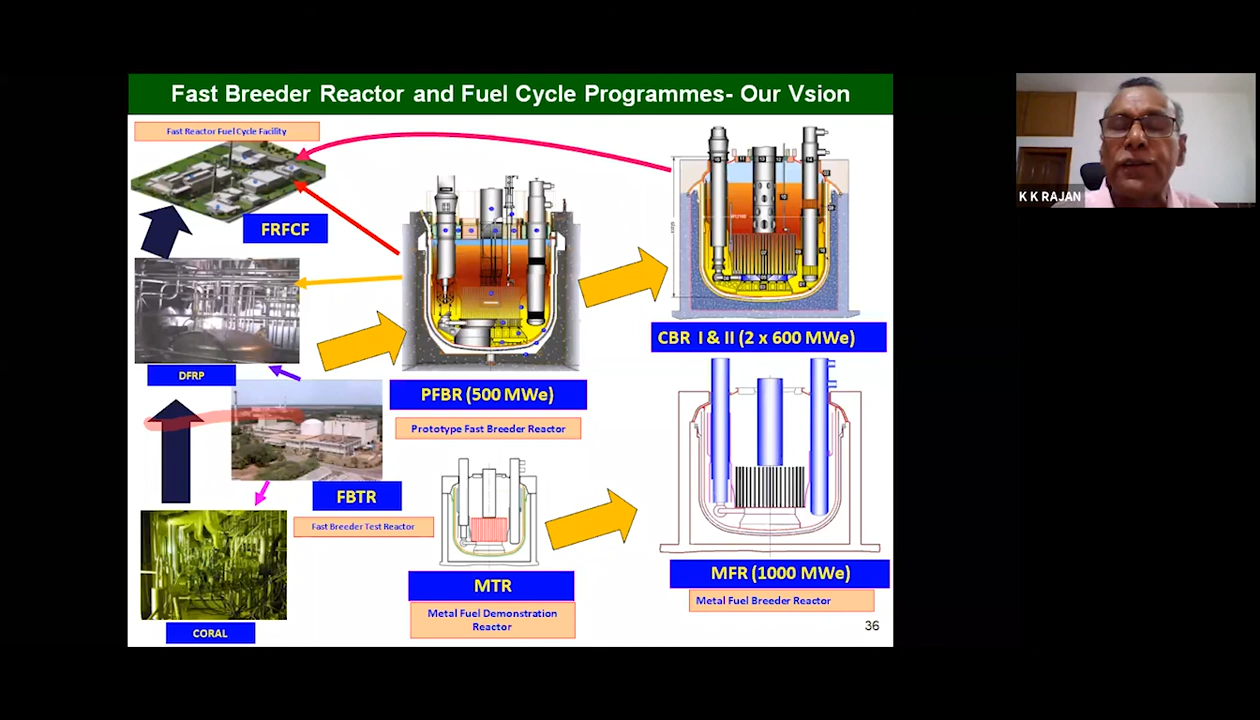 Fast Breeder Reactor and Fuel Cycle Programmes- Our Vsion
Fast Reactor Fuel Cycle Facility
FRFCF
DFRP
FBTR
Fast Breeder Test Reactor
CORAL
PFBR (500 MWe)
Prototype Fast Breeder Reactor
MTR
Metal Fuel Demonstration
Reactor
CBR I & II (2 x 600 MWe)
MFR (1000 MWe)
Metal Fuel Breeder Reactor
36
K K RAJAN